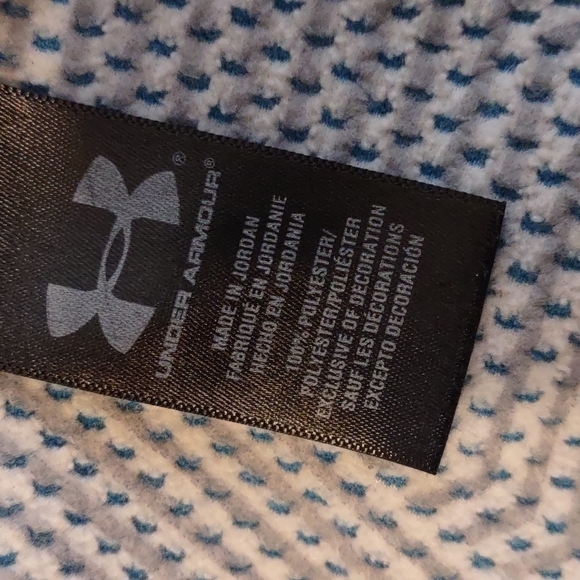 UNDER ARMOUR®
MADE IN JORDAN
FABRIQUÉ EN JORDANIE
HECHO EN JORDANIA
100% POLYESTER/
POLYESTER/POLIÉSTER
EXCLUSIVE OF DECORATION
SAUF LES DÉCORATIONS
EXCEPTO DECORACIÓN